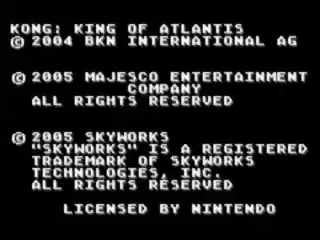 KONG: KING OF ATLANTIS
© 2004 BKN INTERNATIONAL AG
© 2005 MAJESCO ENTERTAINMENT
COMPANY
ALL RIGHTS RESERVED
© 2005 SKYWORKS
"SKYWORKS" IS A REGISTERED
TRADEMARK OF SKYWORKS
TECHNOLOGIES, INC.
ALL RIGHTS RESERVED
LICENSED BY NINTENDO